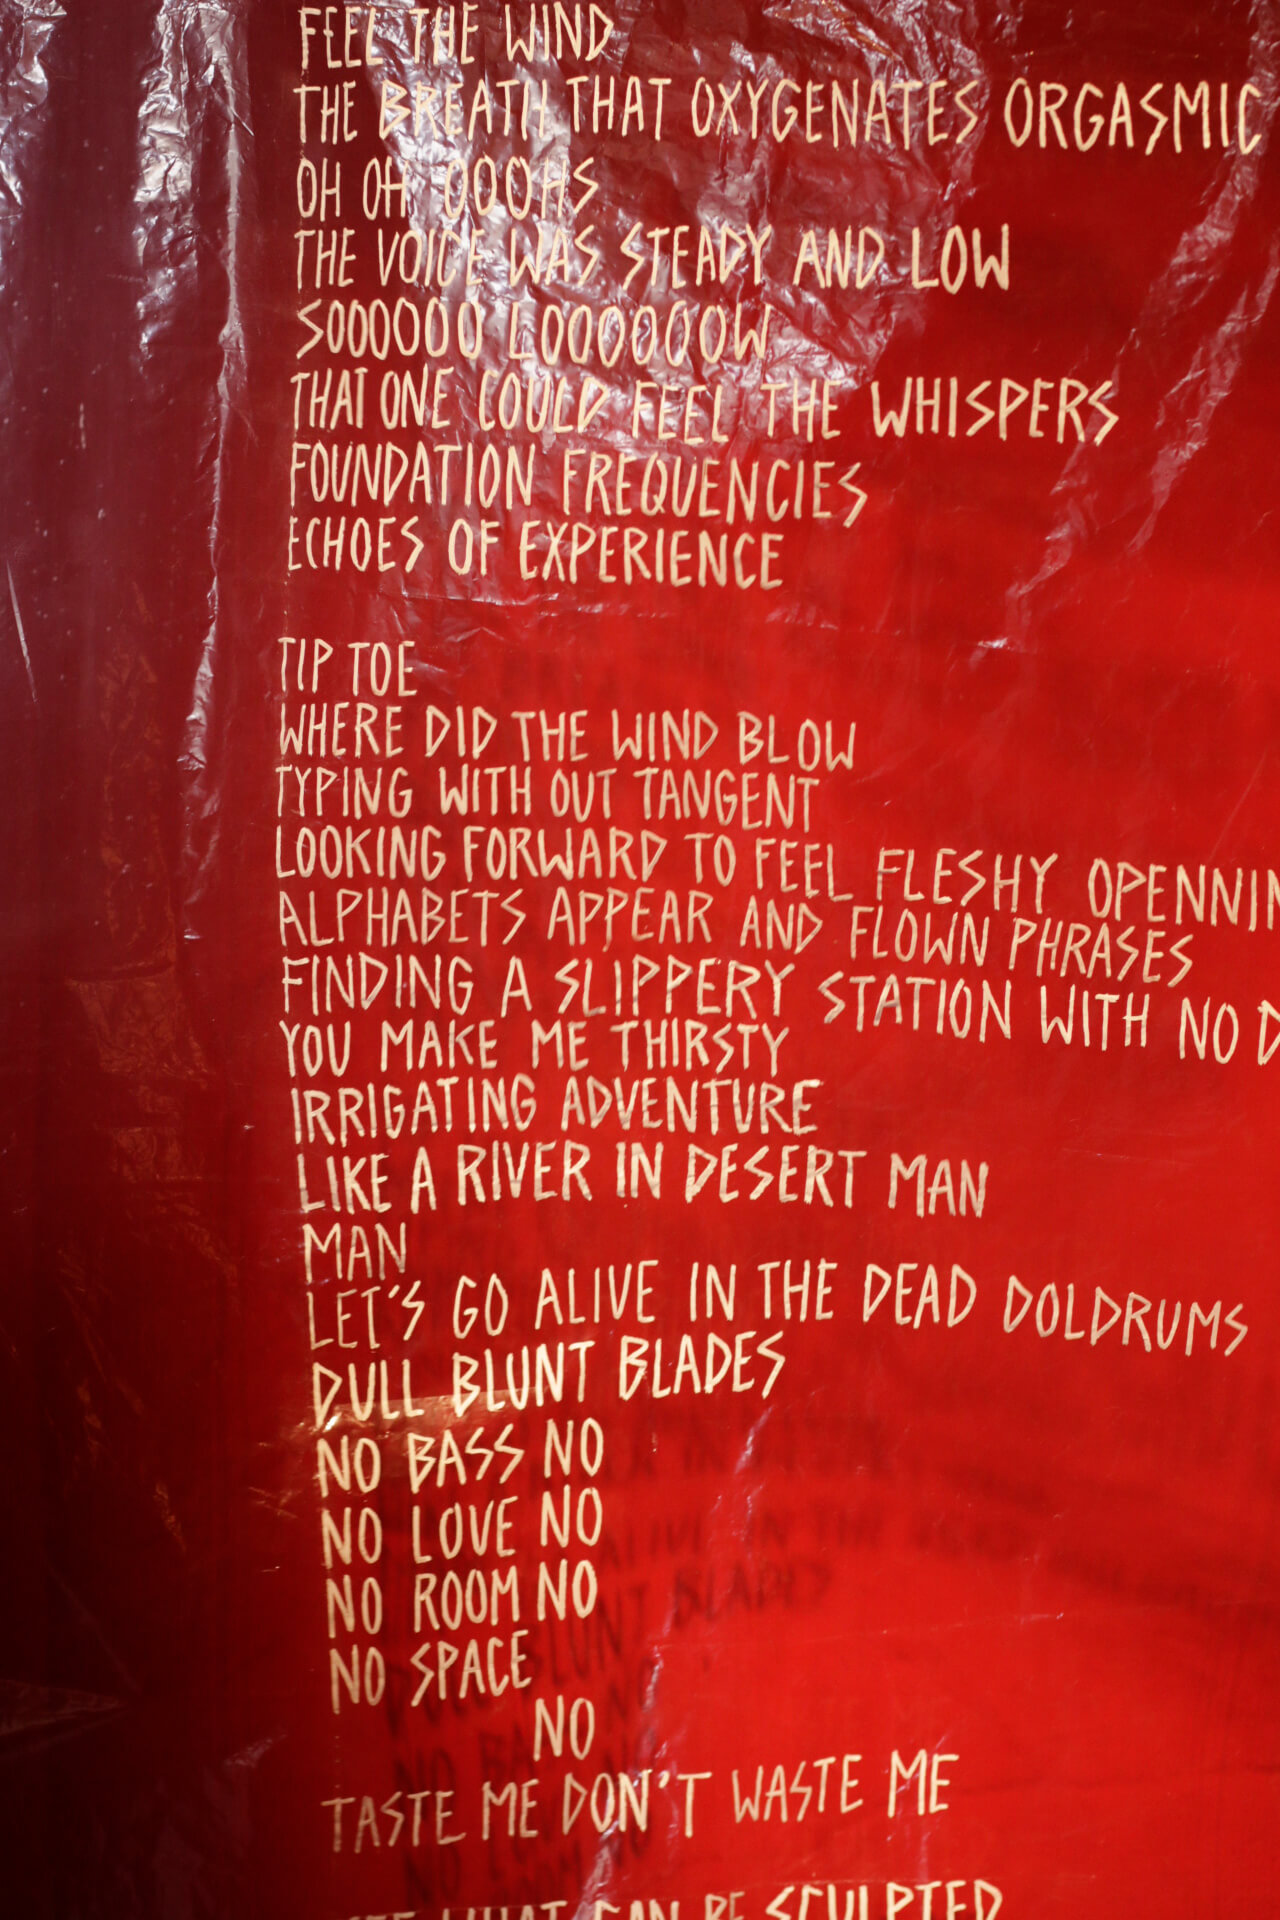 FEEL THE WIND
THE BREATH THAT OXYGENATES ORGASMIC
OH OH OOOHS
THE VOICE WAS STEADY AND LOW
SOOOOOO LOOOOOOOW
THAT ONE COULD FEEL THE WHISPERS
FOUNDATION FREQUENCIES
ECHOES OF EXPERIENCE
TIP TOE
WHERE DID THE WIND BLOW
TYPING WITH OUT TANGENT
LOOKING FORWARD TO FEEL FLESHY OPENNIN
ALPHABETS APPEAR AND FLOWN PHRASES
FINDING A SLIPPERY STATION WITH NO D
YOU MAKE ME THIRSTY
IRRIGATING ADVENTURE
LIKE A RIVER IN DESERT MAN
MAN
LET'S GO ALIVE IN THE DEAD DOLDRUMS
DULL BLUNT BLADES
NO BASS NO
NO LOVE NO
NO ROOM NO
NO SPACE
NO
TASTE ME DON'T WASTE ME
WHAT CAN BE SCULPTED